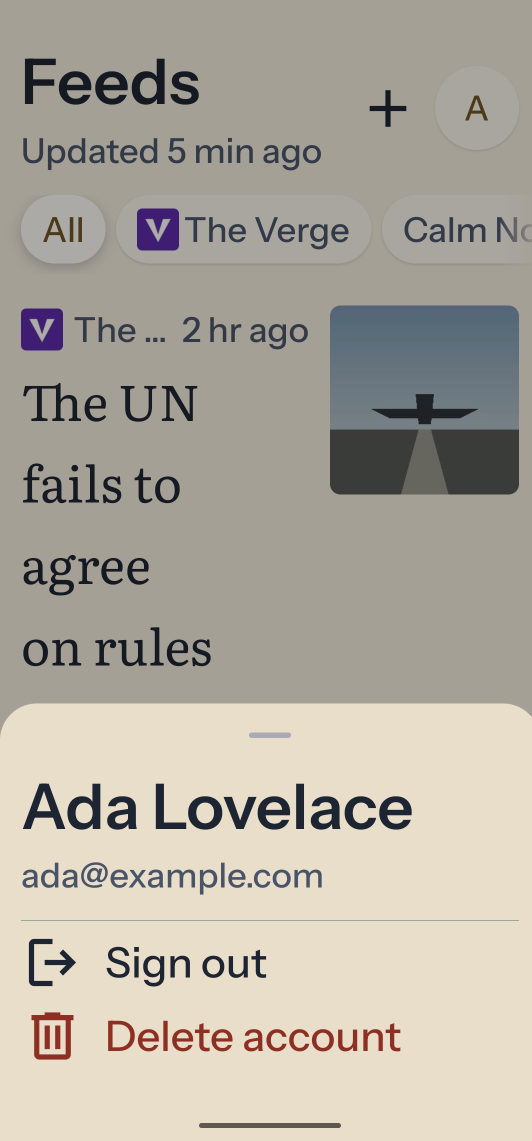 Feeds
Updated 5 min ago
A
All
V The Verge
Calm No
V The ... 2 hr ago
The UN
fails to
agree
on rules
Ada Lovelace
ada@example.com
Sign out
Delete account